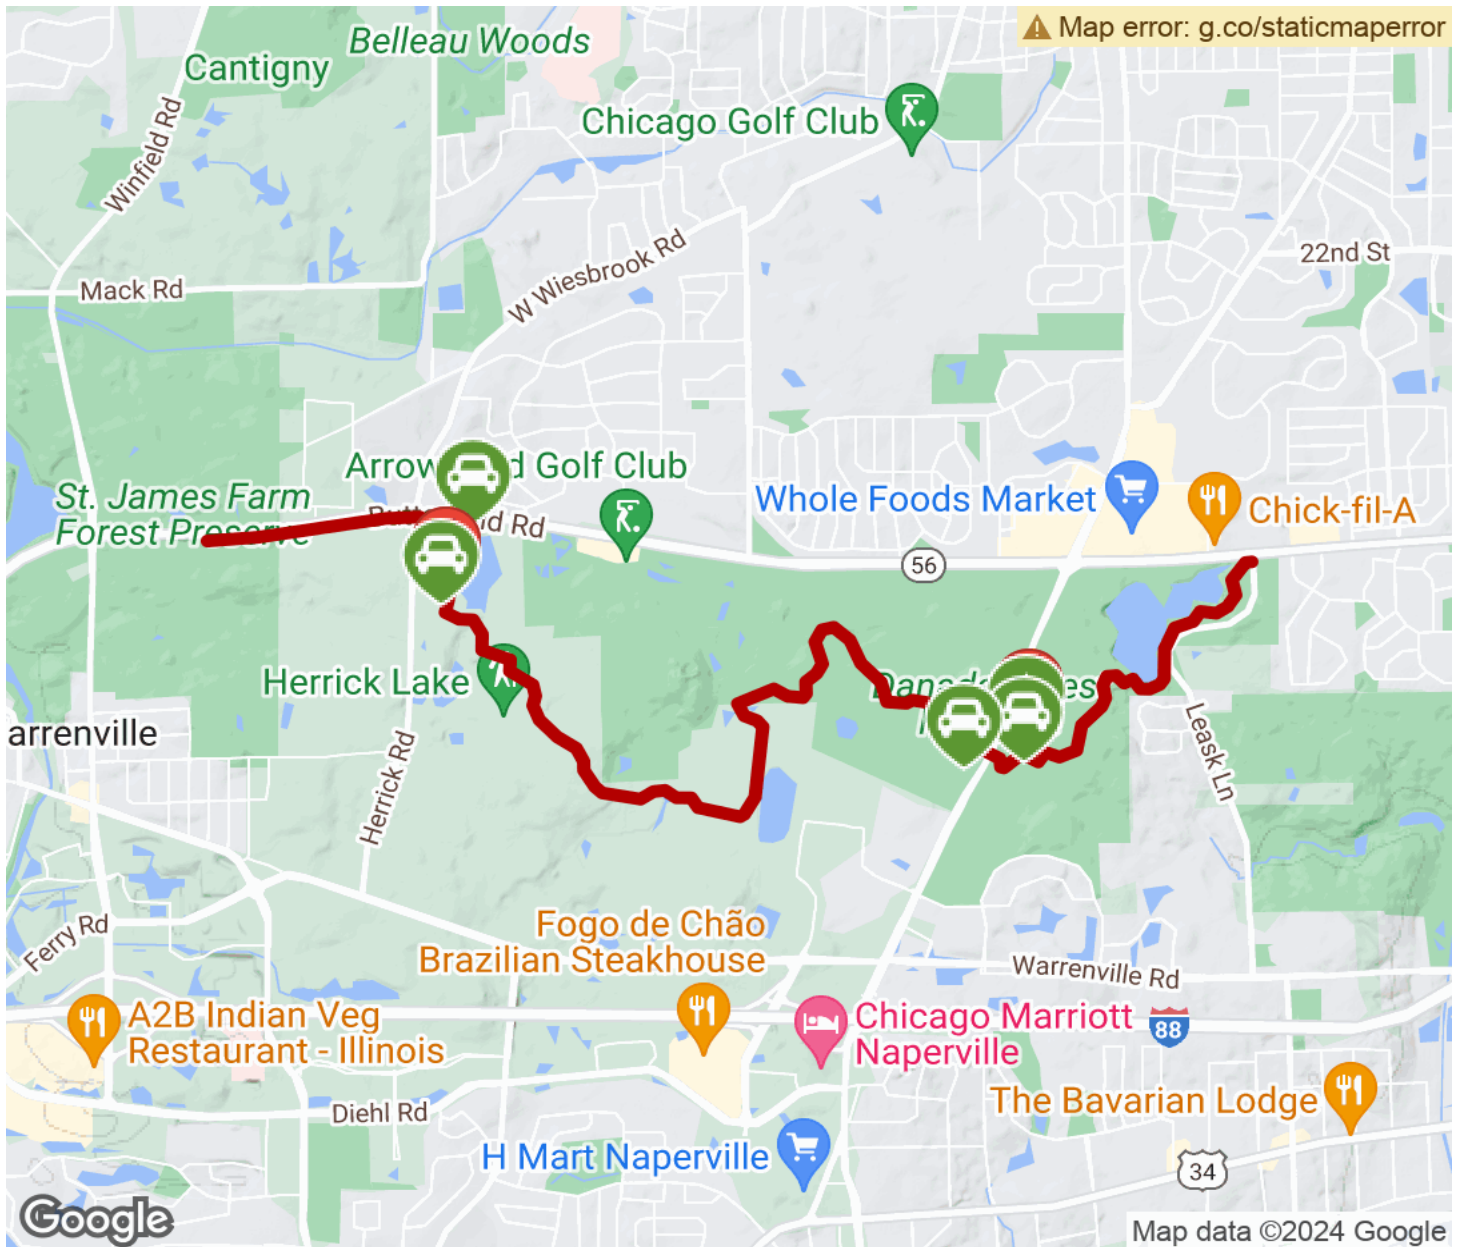 Map error: g.co/staticmaperror
Belleau Woods
Cantigny
Chicago Golf Club
Winfield Rd
22nd St
W Wiesbrook Rd
Mack Rd
Golf Club
St. James Farm
Forest Preserve
Rd
Whole Foods Market
Chick-fil-A
56
Herrick Lake
arrenville
Leask Ln
Herrick Rd
Ferry Rd
Fogo de Chão
Brazilian Steakhouse
Warrenville Rd
A2B Indian Veg
Restaurant - Illinois
Chicago Marriott
Naperville
88
The Bavarian Lodge
Diehl Rd
H Mart Naperville
34
Google
Map data ©2024 Google